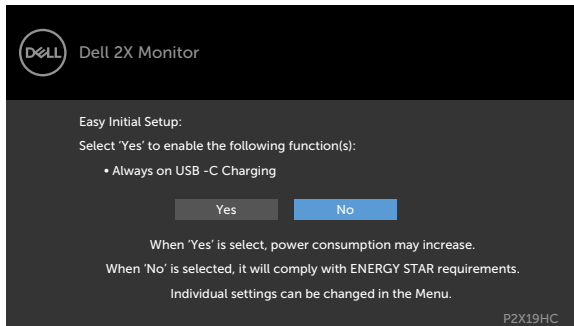 DELL Dell 2X Monitor
Easy Initial Setup:
Select 'Yes' to enable the following function(s):
• Always on USB -C Charging
Yes No
When 'Yes' is select, power consumption may increase.
When 'No' is selected, it will comply with ENERGY STAR requirements.
Individual settings can be changed in the Menu.
P2X19HC